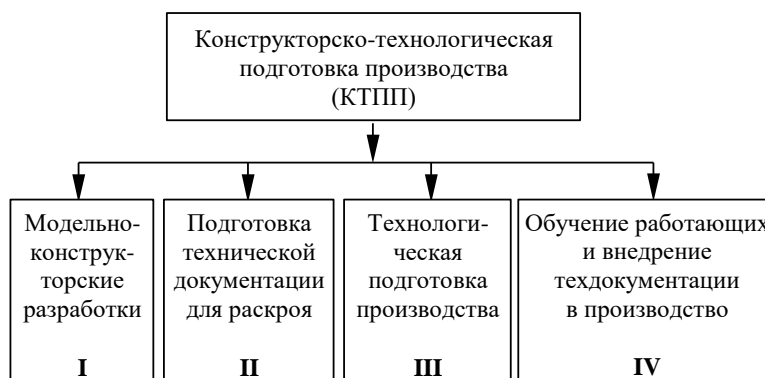 Конструкторско-технологическая
подготовка производства
(КТПП)
Модельно-
конструк-
торские
разработки
I
Подготовка
технической
документации
для раскроя
II
Технологи-
ческая
подготовка
производства
III
Обучение работающих
и внедрение
техдокументации
в производство
IV